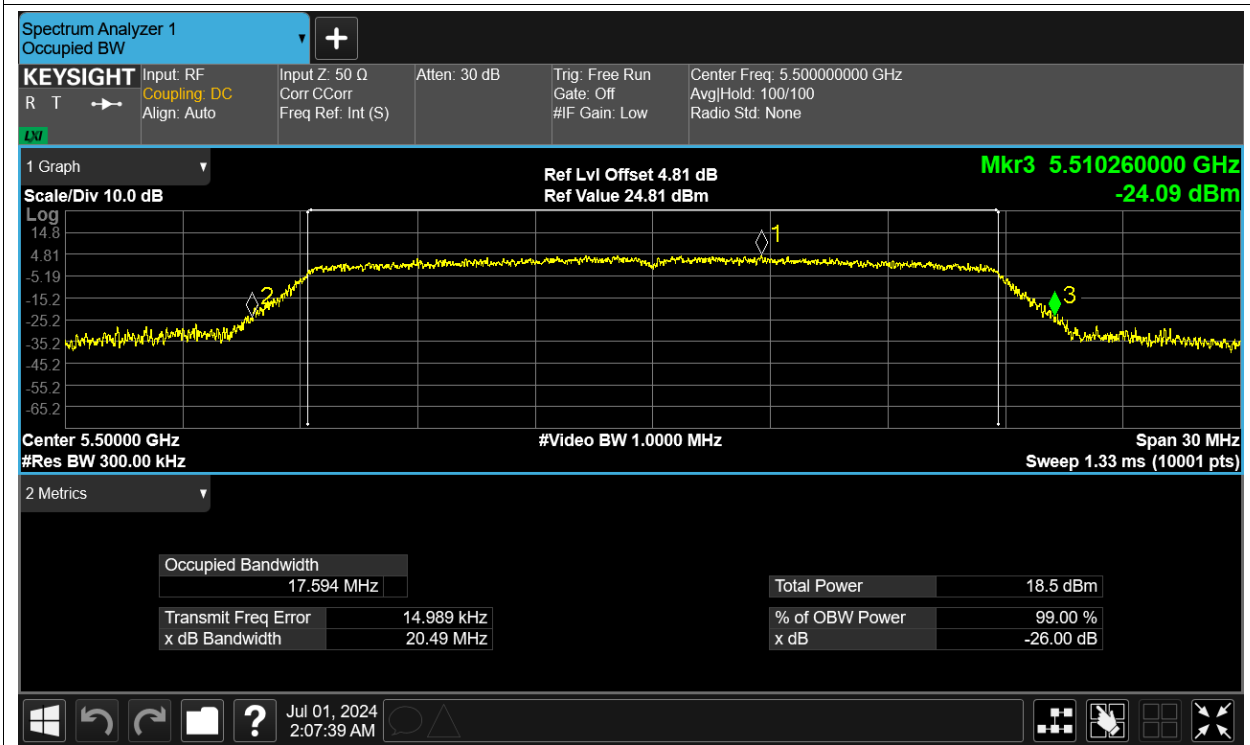 Spectrum Analyzer 1
Occupied BW
KEYSIGHT
R T
LXI
Input: RF
Coupling: DC
Align: Auto
Input Z: 50 Ω
Corr CCorr
Freq Ref: Int (S)
Atten: 30 dB
Trig: Free Run
Gate: Off
#IF Gain: Low
Center Freq: 5.500000000 GHz
Avg|Hold: 100/100
Radio Std: None
1 Graph
Scale/Div 10.0 dB
Ref Lvl Offset 4.81 dB
Ref Value 24.81 dBm
Mkr3 5.510260000 GHz
-24.09 dBm
Log
14.8
4.81
-5.19
-15.2
-25.2
-35.2
-45.2
-55.2
-65.2
1
2
3
Center 5.50000 GHz
#Res BW 300.00 kHz
#Video BW 1.0000 MHz
Span 30 MHz
Sweep 1.33 ms (10001 pts)
2 Metrics
Occupied Bandwidth
17.594 MHz
Transmit Freq Error 14.989 kHz
x dB Bandwidth 20.49 MHz
Total Power 18.5 dBm
% of OBW Power 99.00 %
x dB -26.00 dB
?
Jul 01, 2024
2:07:39 AM